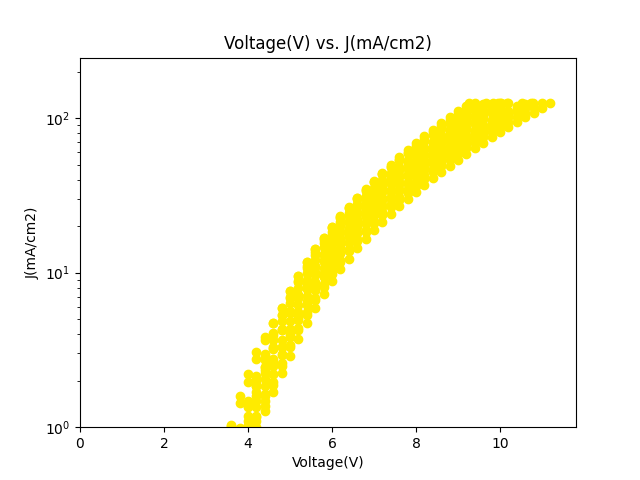 Voltage(V) vs. J(mA/cm2)
10²
10¹
10⁰
J(mA/cm2)
0 2 4 6 8 10
Voltage(V)